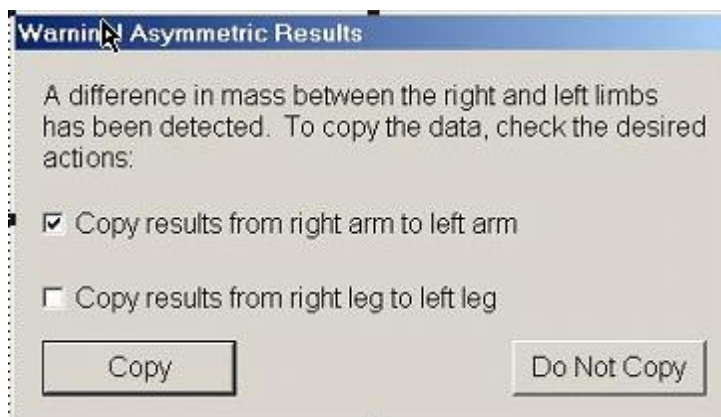 Warning! Asymmetric Results
A difference in mass between the right and left limbs
has been detected. To copy the data, check the desired
actions:
Copy results from right arm to left arm
Copy results from right leg to left leg
Copy
Do Not Copy